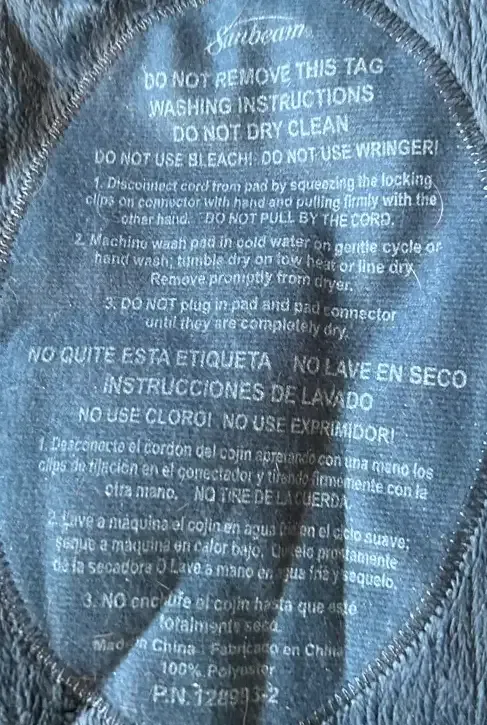 Sunbeam
DO NOT REMOVE THIS TAG
WASHING INSTRUCTIONS
DO NOT DRY CLEAN
DO NOT USE BLEACH! DO NOT USE WRINGER!
1. Disconnect cord from pad by squeezing the locking
clips on connector with hand and pulling firmly with the
other hand. DO NOT PULL BY THE CORD.
2. Machine wash pad in cold water on gentle cycle or
hand wash; tumble dry on low heat or line dry.
Remove promptly from dryer.
3. DO NOT plug in pad and pad connector
until they are completely dry.
NO QUITE ESTA ETIQUETA NO LAVE EN SECO
INSTRUCCIONES DE LAVADO
NO USE CLORO! NO USE EXPRIMIDOR!
1. Desconecte el cordon del cojin apretando con una mano los
clips de fijación en el conectador y tirando firmemente con la
otra mano. NO TIRE DE LA CUERDA
2. Lave a máquina el cojin en agua fria en el ciclo suave;
seque a maquina en calor bajo. prontamente
de la secadora O Lave a mano en agua fria y sequelo.
3. NO enchufe el cojin hasta que esté
totalmente seco.
Made in China Fabricado en China
100% Polyester
P.N.